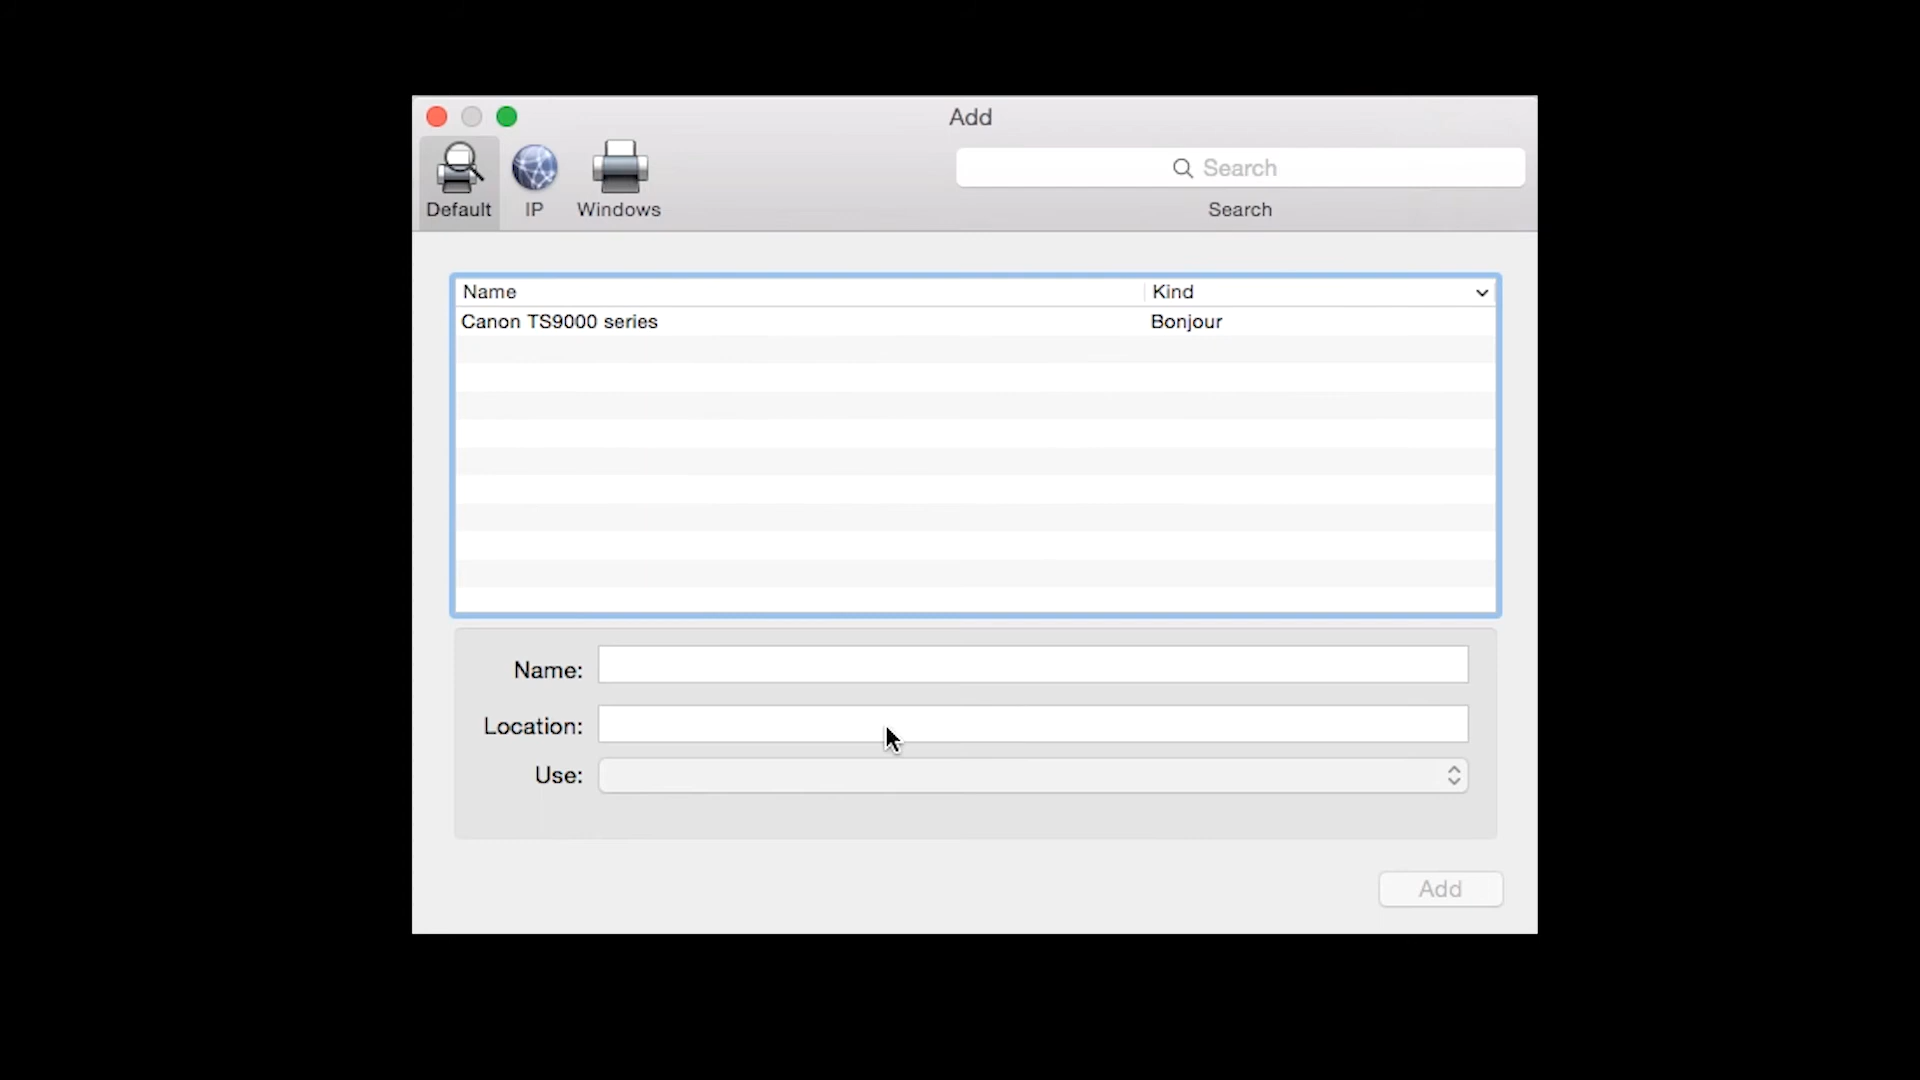 Add
Default IP Windows
Search
Search
Name Kind
Canon TS9000 series Bonjour
Name:
Location:
Use:
Add